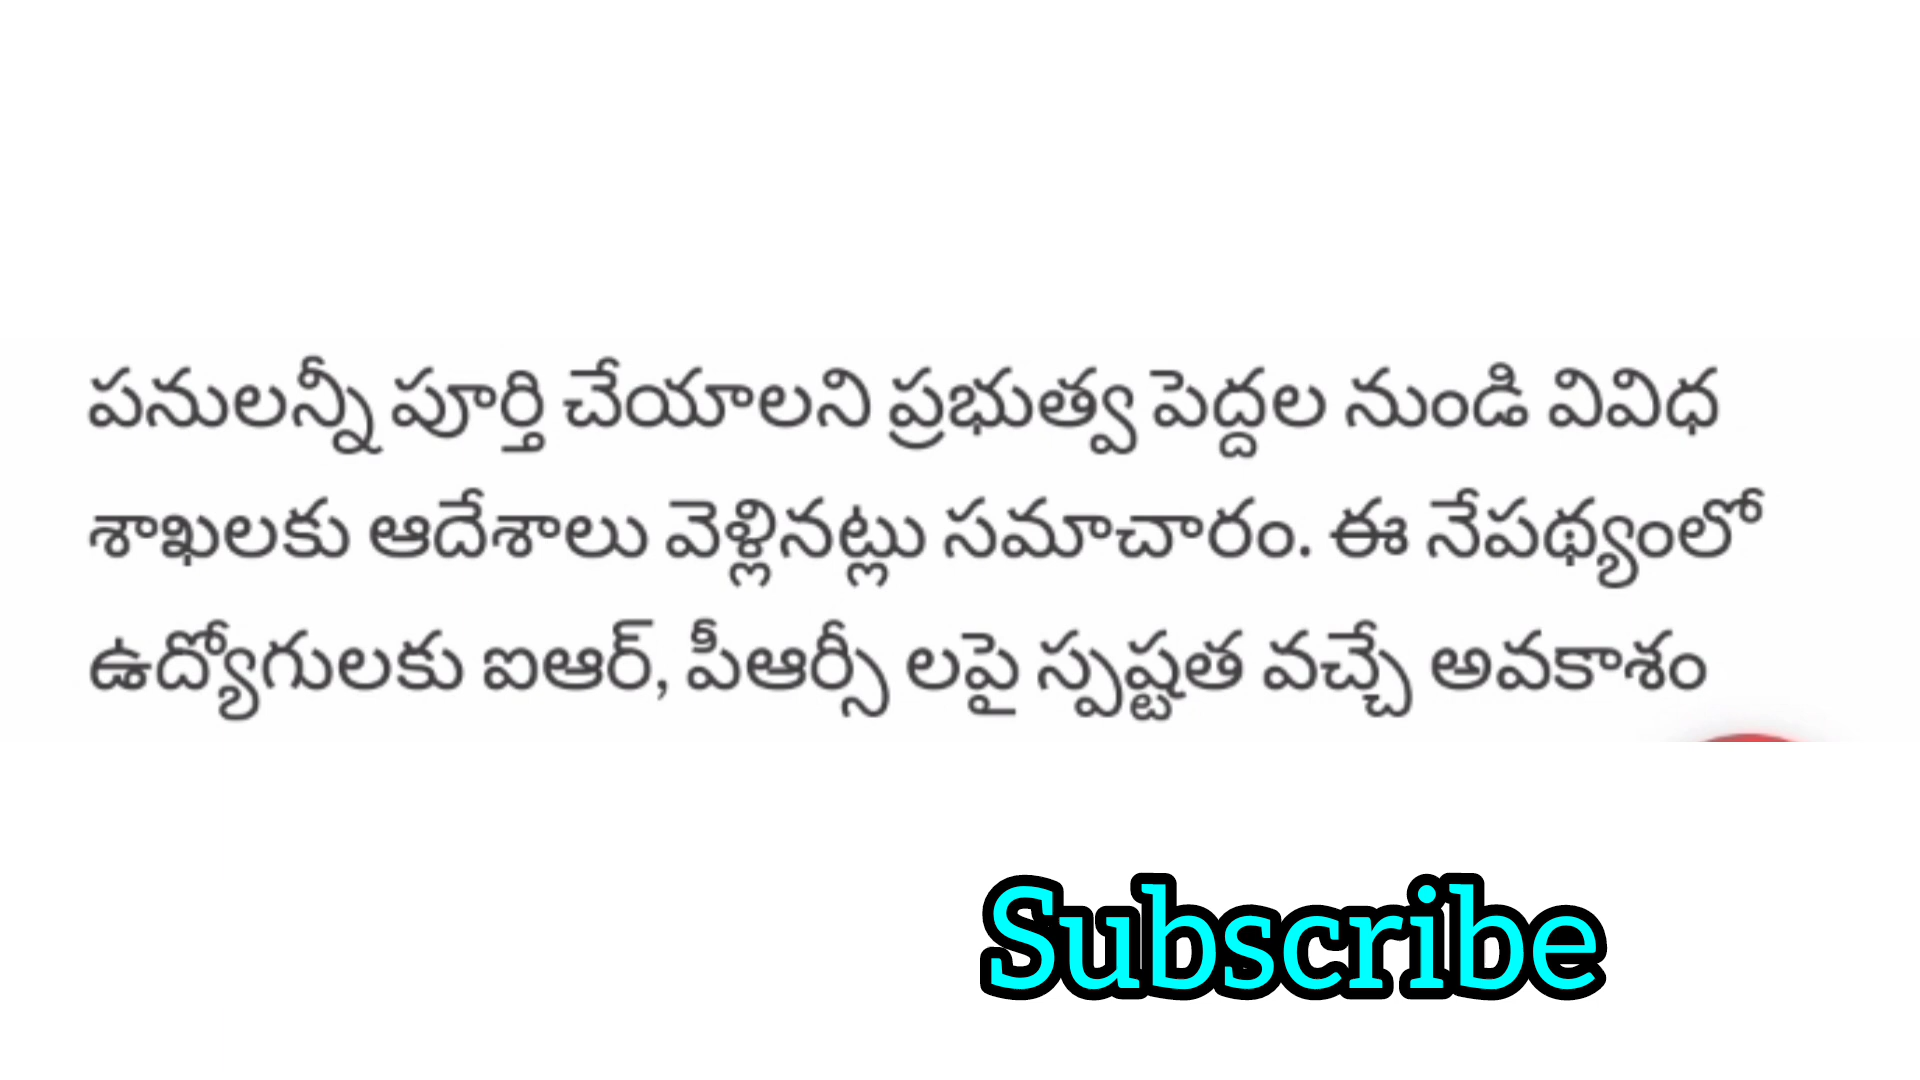 పనులన్నీ పూర్తి చేయాలని ప్రభుత్వ పెద్దల నుండి వివిధ
శాఖలకు ఆదేశాలు వెళ్లినట్లు సమాచారం. ఈ నేపథ్యంలో
ఉద్యోగులకు ఐఆర్, పీఆర్సీ లపై స్పష్టత వచ్చే అవకాశం
Subscribe